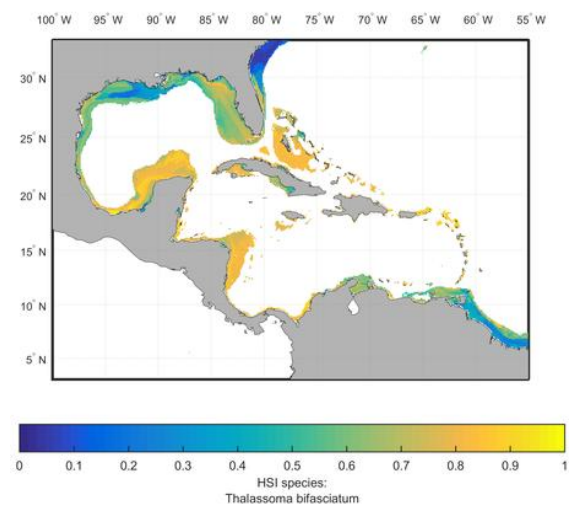 100° W 95° W 90° W 85° W 80° W 75° W 70° W 65° W 60° W 55° W
30° N
25° N
20° N
15° N
10° N
5° N
0 0.1 0.2 0.3 0.4 0.5 0.6 0.7 0.8 0.9 1
HSI species:
Thalassoma bifasciatum